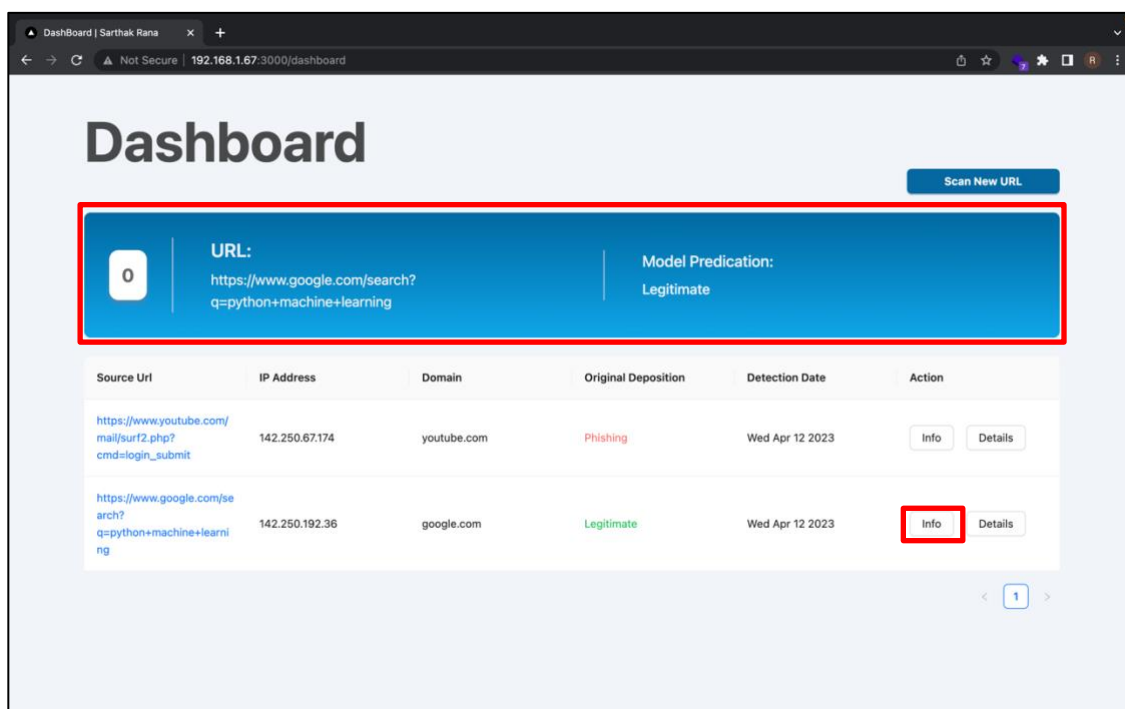 DashBoard | Sarthak Rana
Not Secure | 192.168.1.67:3000/dashboard
7
R
Dashboard
Scan New URL
0
URL:
https://www.google.com/search?
q=python+machine+learning
Model Predication:
Legitimate
Source Url IP Address Domain Original Deposition Detection Date Action
https://www.youtube.com/
mail/surf2.php?
cmd=login_submit
142.250.67.174 youtube.com Phishing Wed Apr 12 2023 Info Details
https://www.google.com/se
arch?
q=python+machine+learni
ng
142.250.192.36 google.com Legitimate Wed Apr 12 2023 Info Details
< 1 >